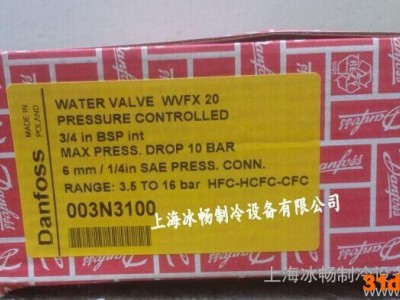 Danfoss
MADE IN
POLAND
WATER VALVE WVFX 20
PRESSURE CONTROLLED
3/4 in BSP int
MAX PRESS. DROP 10 BAR
6 mm / 1/4in SAE PRESS. CONN.
RANGE: 3.5 TO 16 bar HFC-HCFC-CFC
003N3100
上海冰畅制冷设备有限公司
上海冰畅制冷设
RESY
Danfoss